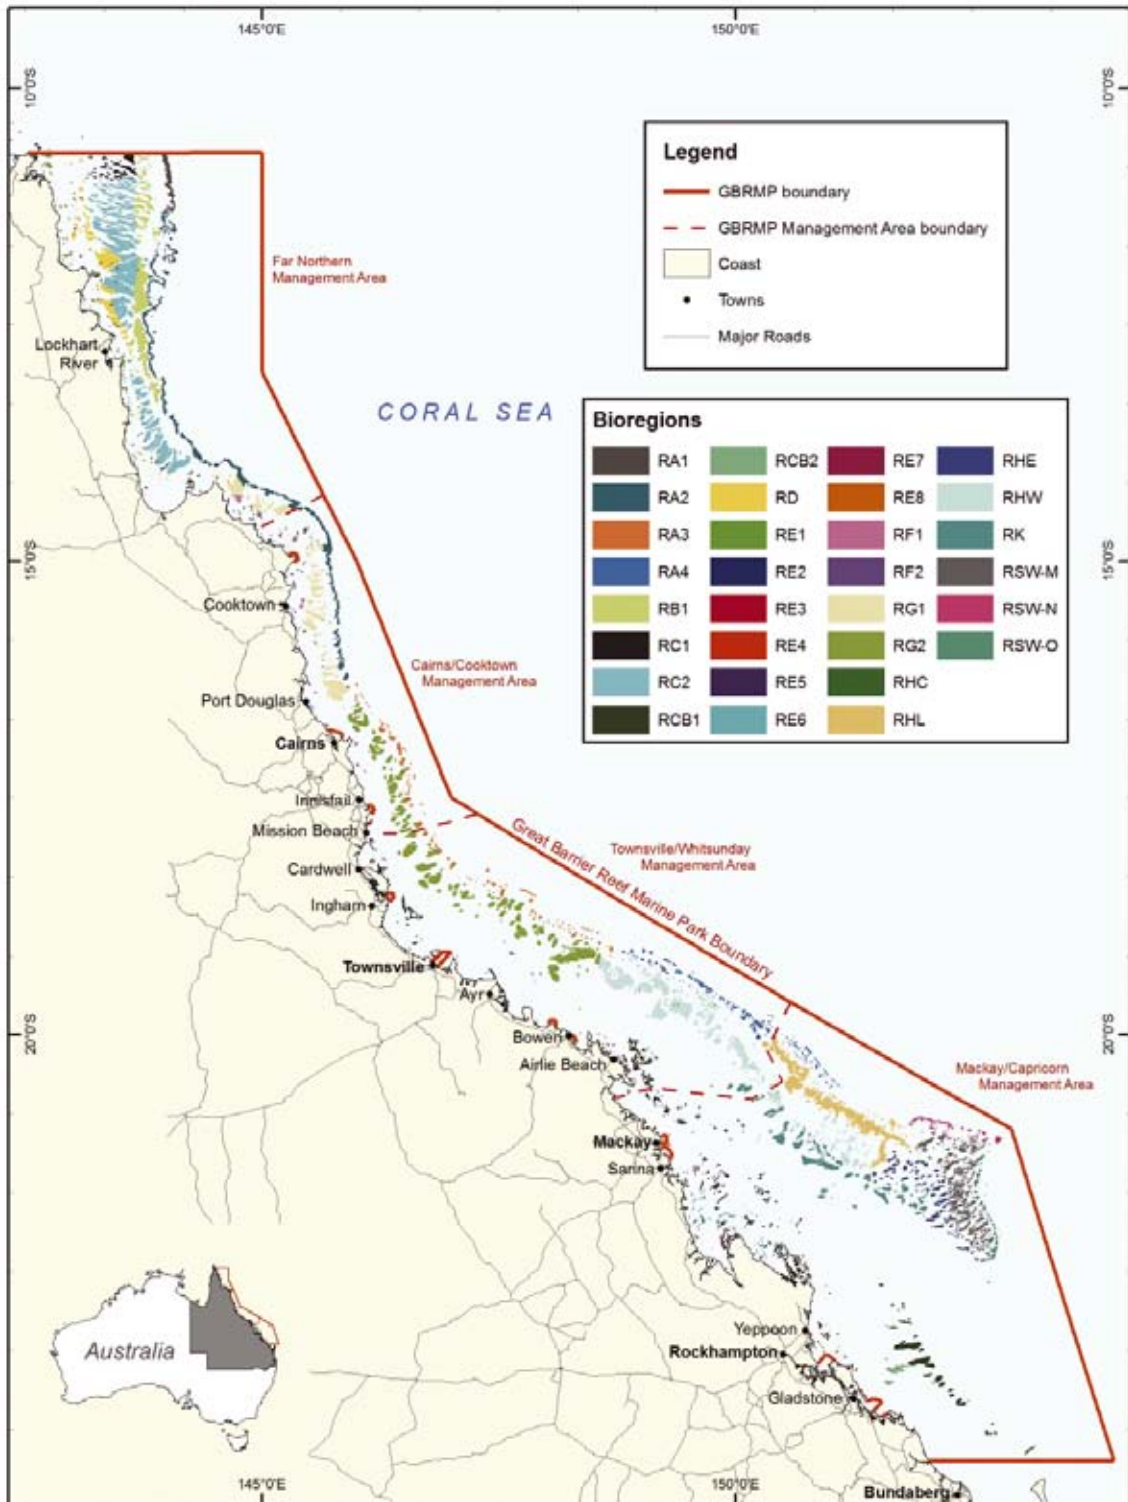 145°0'E
150°0'E
10°0'S
10°0'S
Legend
GBRMP boundary
GBRMP Management Area boundary
Coast
Towns
Major Roads
Far Northern
Management Area
Lockhart
River
CORAL SEA
Bioregions
RA1
RCB2
RE7
RHE
RA2
RD
RE8
RHW
RA3
RE1
RF1
RK
RA4
RE2
RF2
RSW-M
RB1
RE3
RG1
RSW-N
RC1
RE4
RG2
RSW-O
RC2
RE5
RHC
RCB1
RE6
RHL
15°0'S
15°0'S
Cooktown
Cairns/Cooktown
Management Area
Port Douglas
Cairns
Innisfail
Mission Beach
Cardwell
Ingham
Great Barrier Reef Marine Park Boundary
Townsville/Whitsunday
Management Area
Townsville
Ayr
Bowen
Airlie Beach
20°0'S
20°0'S
Mackay/Capricorn
Management Area
Mackay
Sarina
Australia
Yeppoon
Rockhampton
Gladstone
Bundaberg
145°0'E
150°0'E